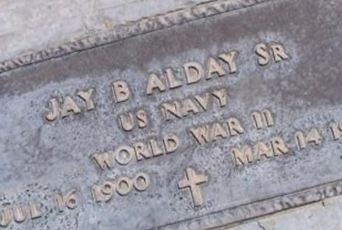 JAY B ALDAY SR
US NAVY
WORLD WAR II
JUL 16 1900 MAR 14